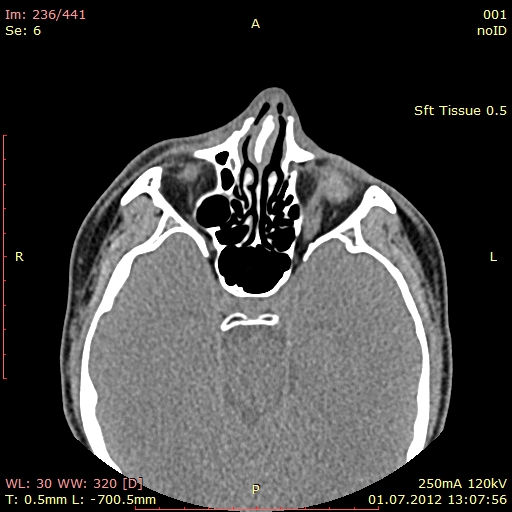 Im: 236/441
001
Se: 6
A
noID
Sft Tissue 0.5
R
L
WL: 30 WW: 320 [D]
P
250mA 120kV
T: 0.5mm L: -700.5mm
01.07.2012 13:07:56